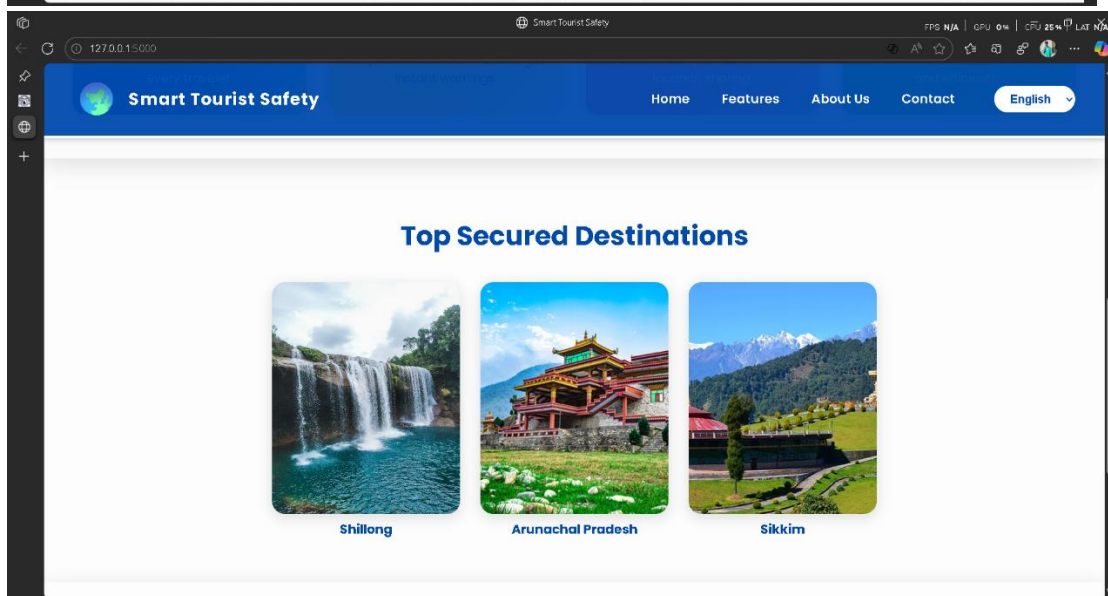 Smart Tourist Safety
FPS N/A | GPU 0% | CPU 25% LAT N/A
127.0.0.1:5000
Smart Tourist Safety
Home Features About Us Contact English
Top Secured Destinations
Shillong Arunachal Pradesh Sikkim